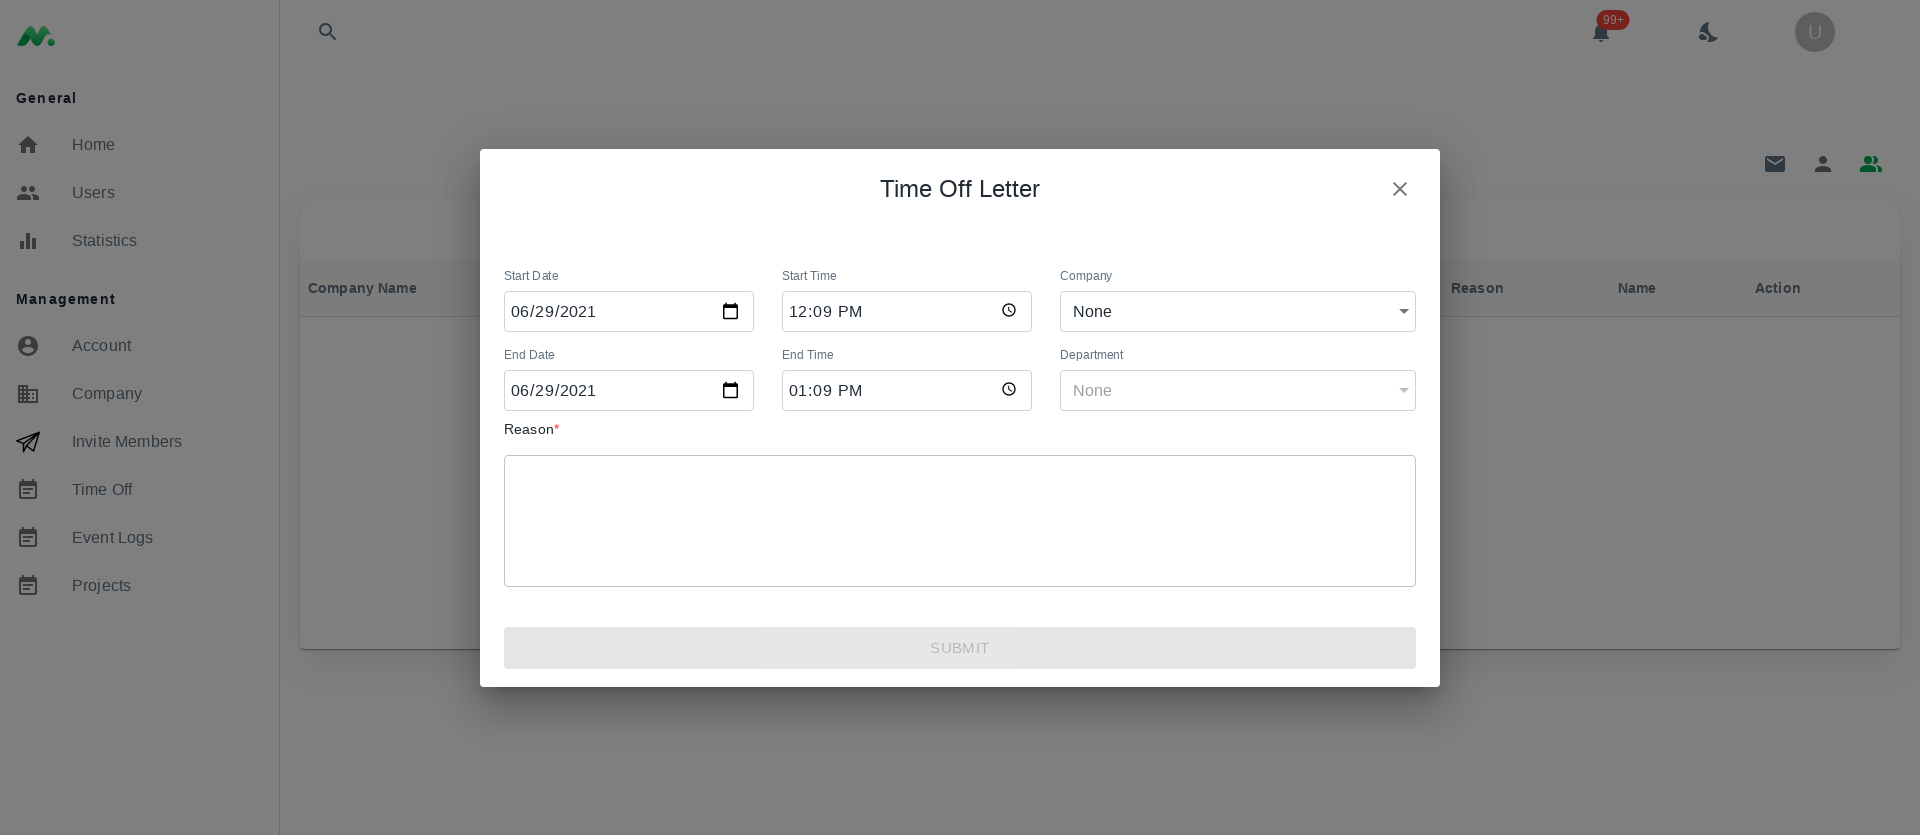 99+
U
General
Home
Users
Statistics
Management
Account
Company
Invite Members
Time Off
Event Logs
Projects
Company Name
Reason
Name
Action
Time Off Letter
Start Date
Start Time
Company
06/29/2021
12:09 PM
None
End Date
End Time
Department
06/29/2021
01:09 PM
None
Reason*
SUBMIT